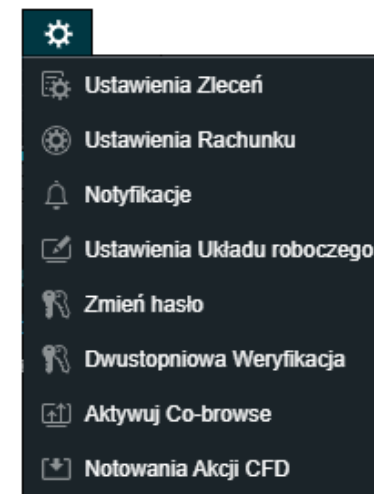 Ustawienia Zleceń
Ustawienia Rachunku
Notyfikacje
Ustawienia Układu roboczego
Zmień hasło
Dwustopniowa Weryfikacja
Aktywuj Co-browse
Notowania Akcji CFD